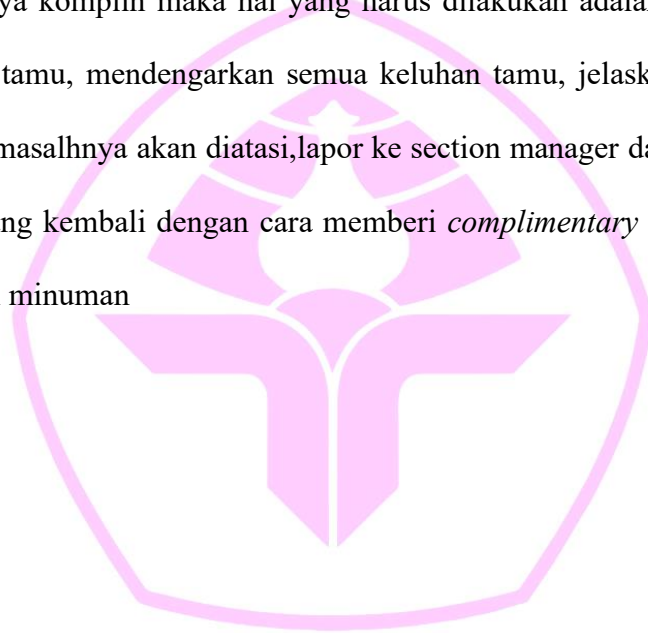 ya komplin maka hal yang harus dilakukan adalah
tamu, mendengarkan semua keluhan tamu, jelask
masalhnya akan diatasi,lapor ke section manager da
ng kembali dengan cara memberi complimentary
minuman